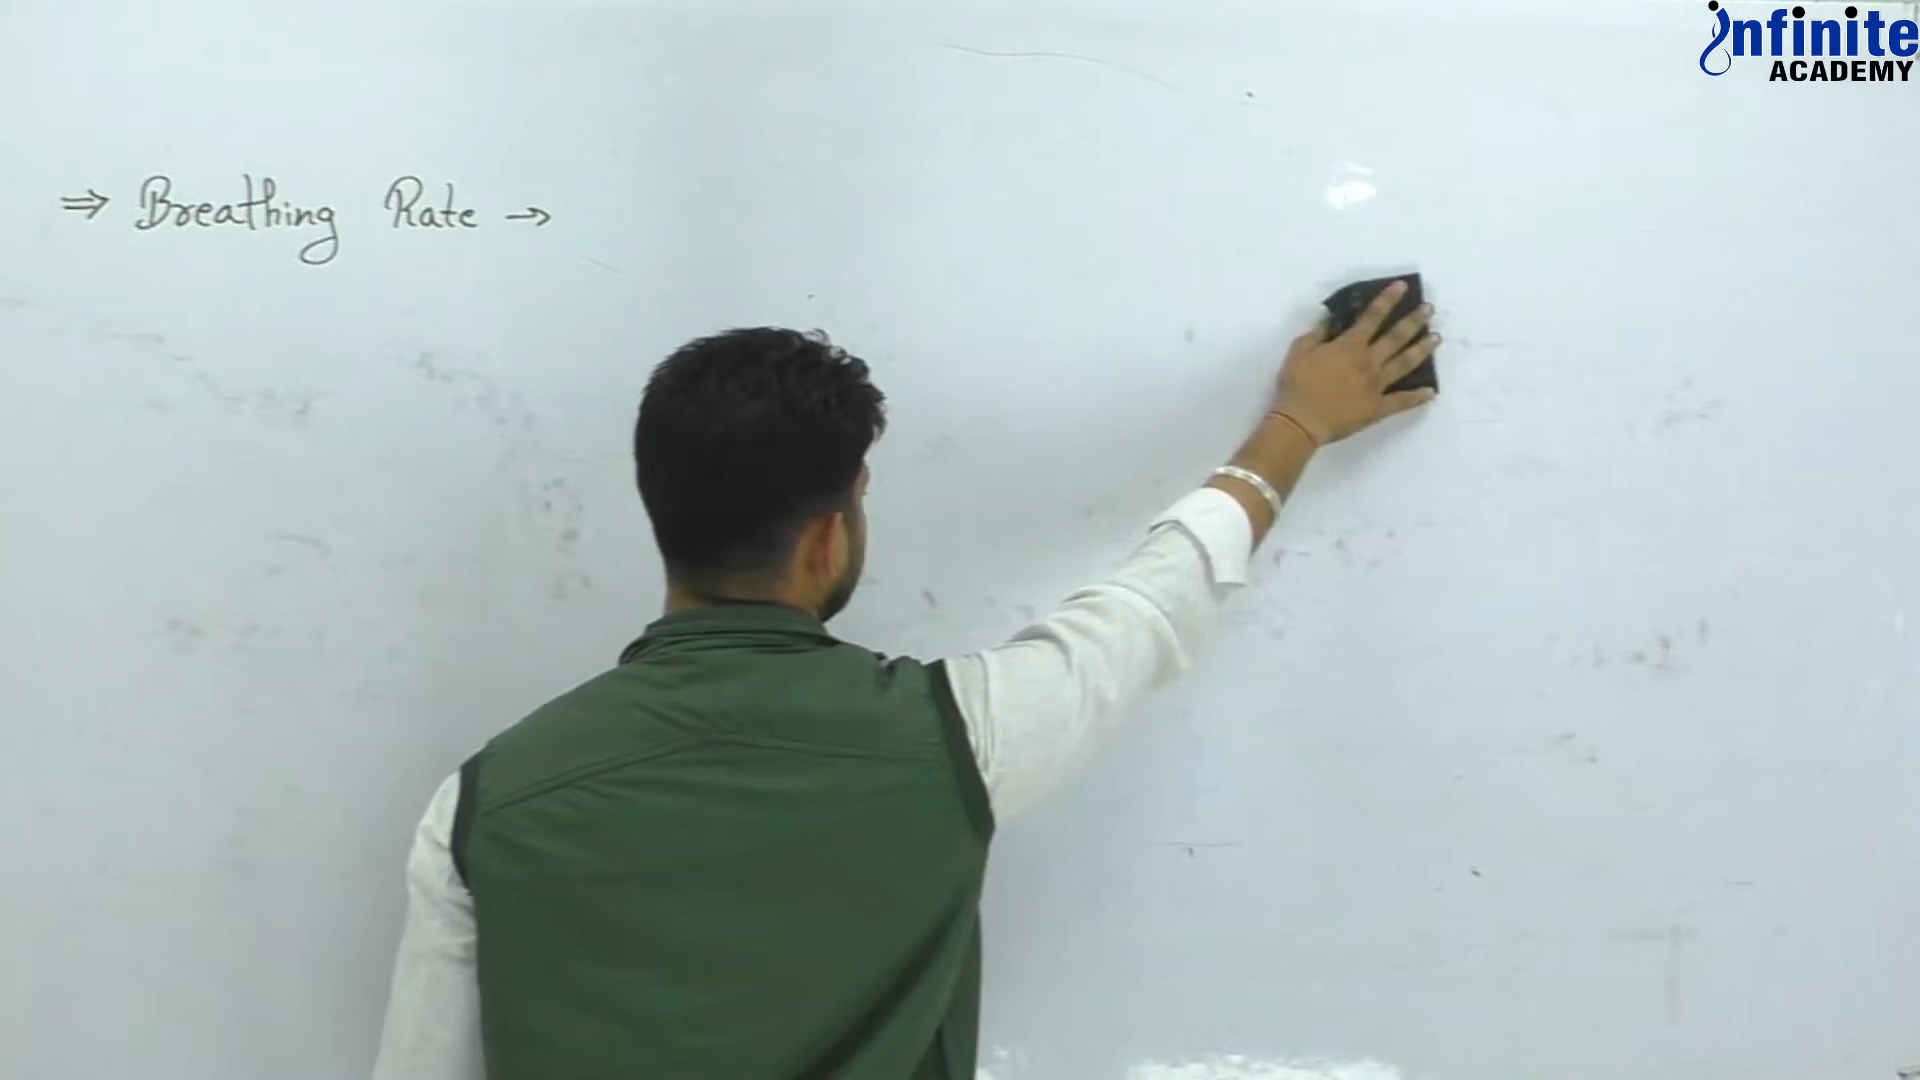 infinite
ACADEMY
⇒ Breathing Rate →